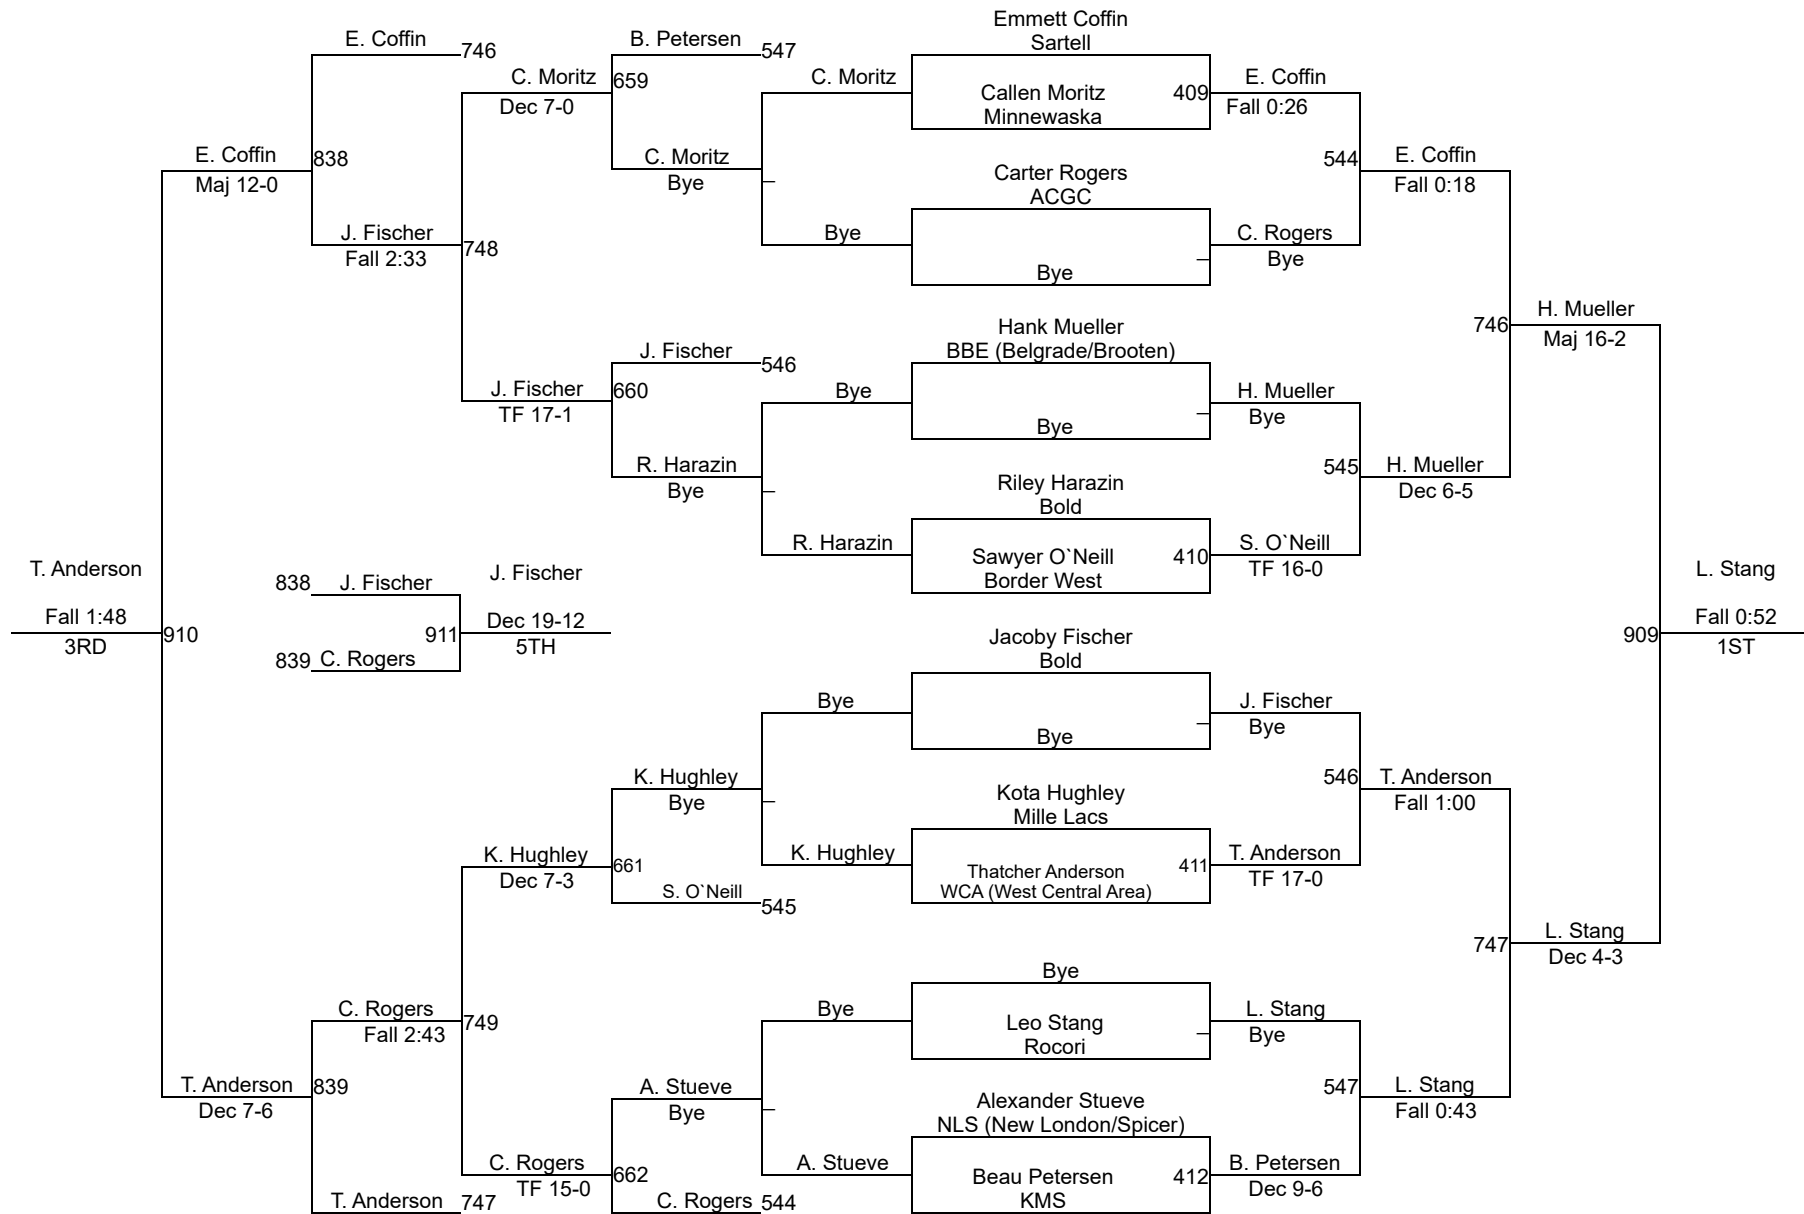 Emmett Coffin
E. Coffin
B. Petersen
Sartell
746
547
C. Moritz
659
C. Moritz
E. Coffin
Dec 7-0
Callen Moritz
409
Fall 0:26
Minnewaska
E. Coffin
838
C. Moritz
544
E. Coffin
Maj 12-0
Bye
–
Carter Rogers
Fall 0:18
ACGC
J. Fischer
Bye
C. Rogers
Fall 2:33
748
Bye
–
Bye
Hank Mueller
H. Mueller
J. Fischer
BBE (Belgrade/Brooten)
746
Maj 16-2
546
J. Fischer
660
Bye
H. Mueller
TF 17-1
Bye
–
Bye
R. Harazin
545
H. Mueller
Bye
–
Riley Harazin
Dec 6-5
Bold
R. Harazin
S. O`Neill
Sawyer O`Neill
410
TF 16-0
Border West
T. Anderson
838
J. Fischer
J. Fischer
L. Stang
Fall 1:48
Dec 19-12
Fall 0:52
3RD
910
911
5TH
Jacoby Fischer
909
1ST
839
C. Rogers
Bold
Bye
J. Fischer
Bye
–
Bye
K. Hughley
546
T. Anderson
Bye
–
Kota Hughley
Fall 1:00
Mille Lacs
K. Hughley
661
K. Hughley
Thatcher Anderson
411
T. Anderson
Dec 7-3
S. O`Neill
WCA (West Central Area)
TF 17-0
545
747
L. Stang
Dec 4-3
Bye
C. Rogers
Bye
L. Stang
Fall 2:43
749
Leo Stang
–
Bye
Rocori
T. Anderson
839
A. Stueve
547
L. Stang
Dec 7-6
Bye
–
Alexander Stueve
Fall 0:43
NLS (New London/Spicer)
C. Rogers
662
A. Stueve
Beau Petersen
412
B. Petersen
TF 15-0
KMS
Dec 9-6
T. Anderson
747
C. Rogers
544